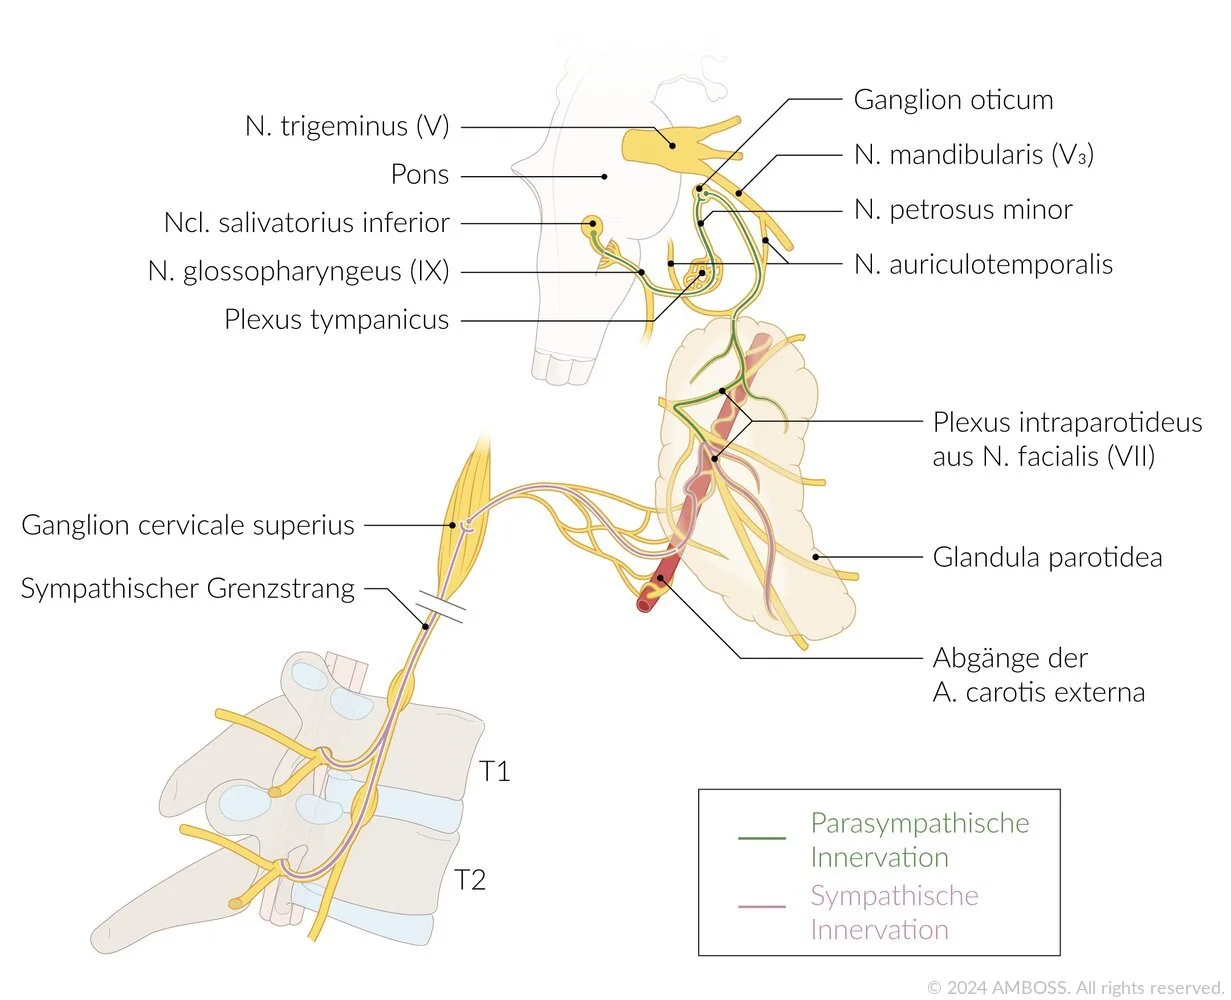 N. trigeminus (V)
Pons
Ncl. salivatorius inferior
N. glossopharyngeus (IX)
Plexus tympanicus
Ganglion oticum
N. mandibularis (V₃)
N. petrosus minor
N. auriculotemporalis
Plexus intraparotideus
aus N. facialis (VII)
Glandula parotidea
Abgänge der
A. carotis externa
Ganglion cervicale superius
Sympathischer Grenzstrang
T1
T2
Parasympathische
Innervation
Sympathische
Innervation
© 2024 AMBOSS. All rights reserved.